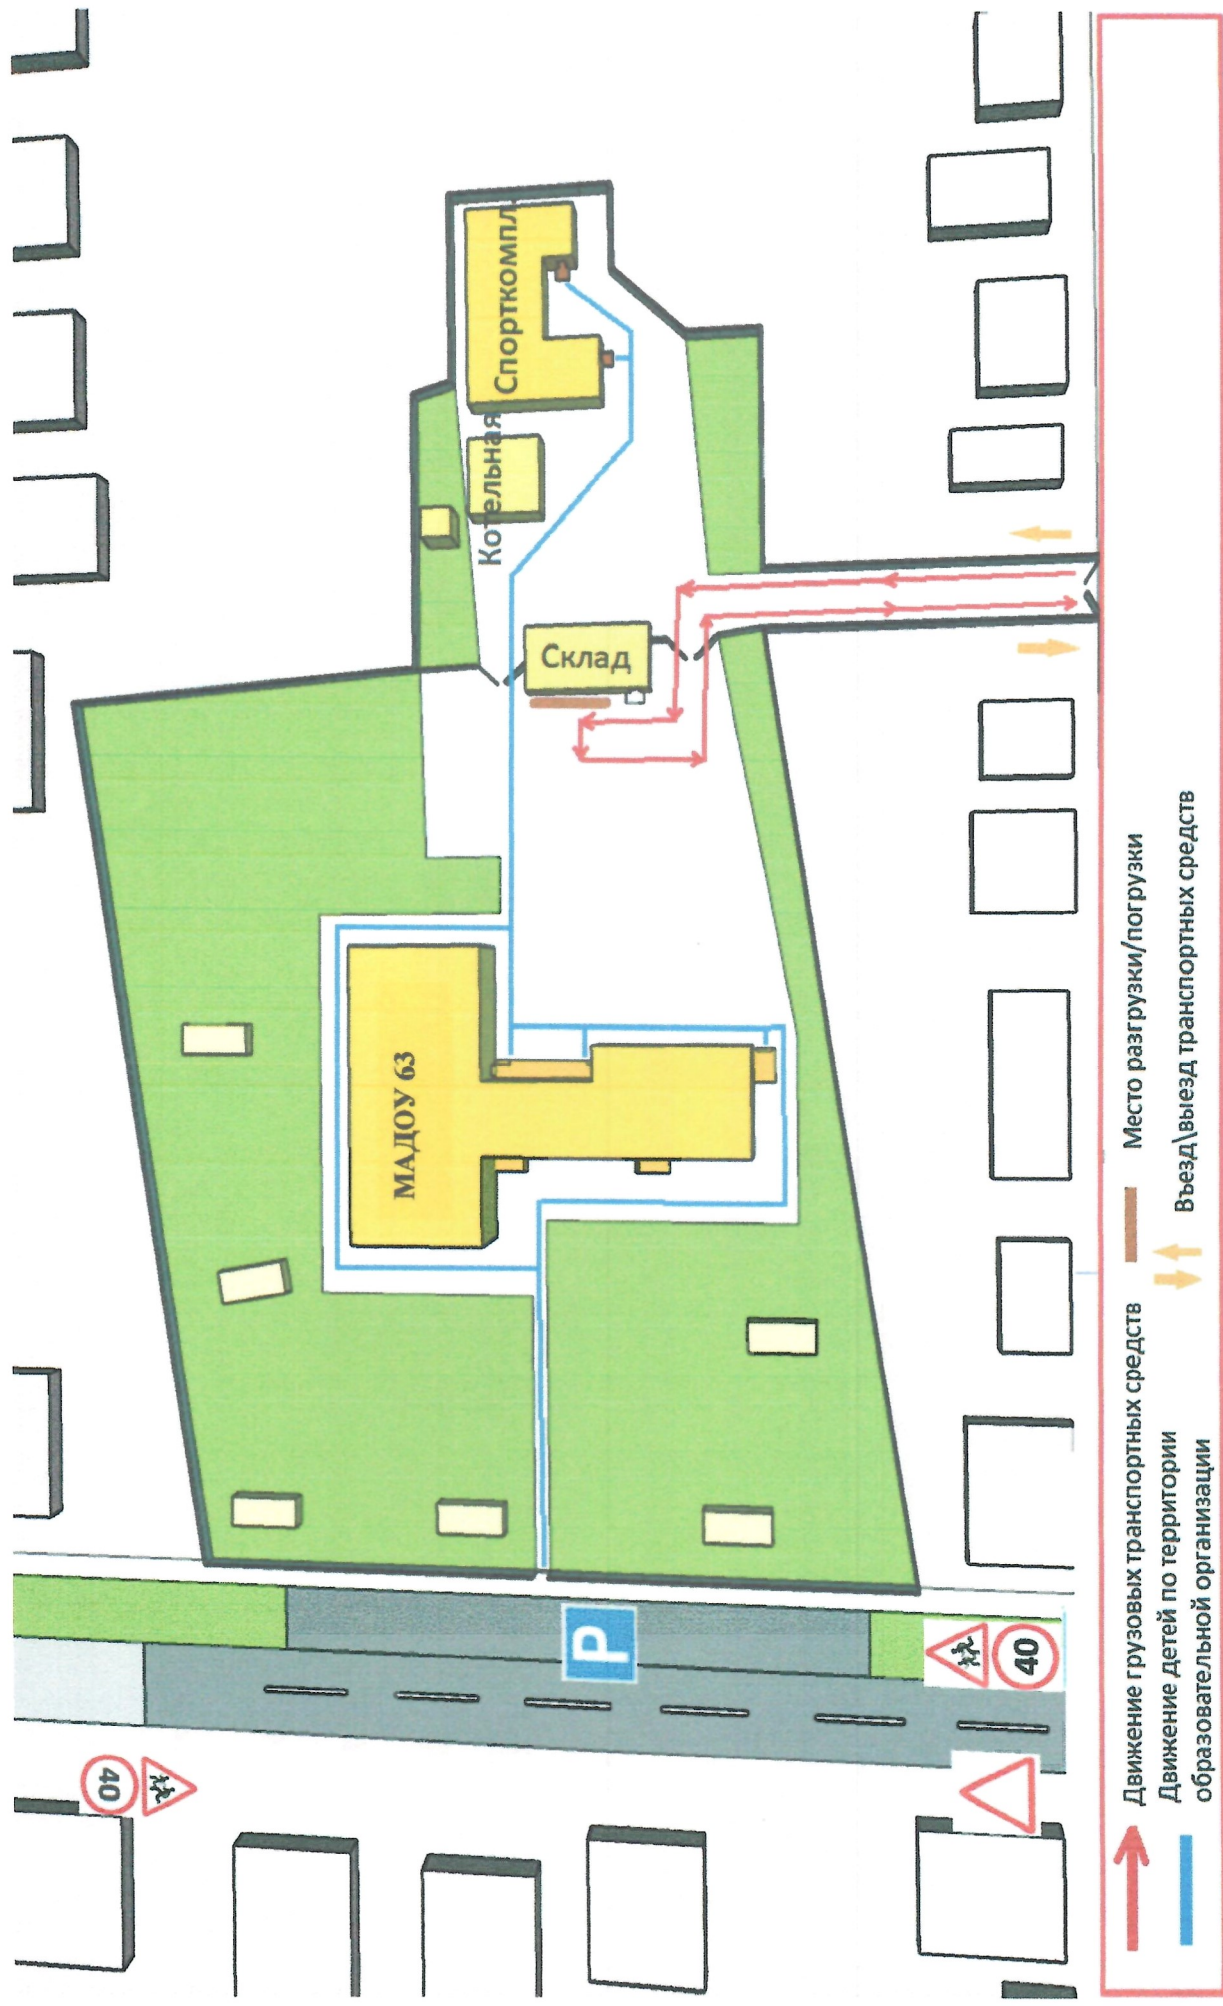 40
МАДОУ 63
Склад
Котельная
Спорткомпл.
P
40
Движение грузовых транспортных средств
Место разгрузки/погрузки
Движение детей по территории
образовательной организации
Въезд\выезд транспортных средств